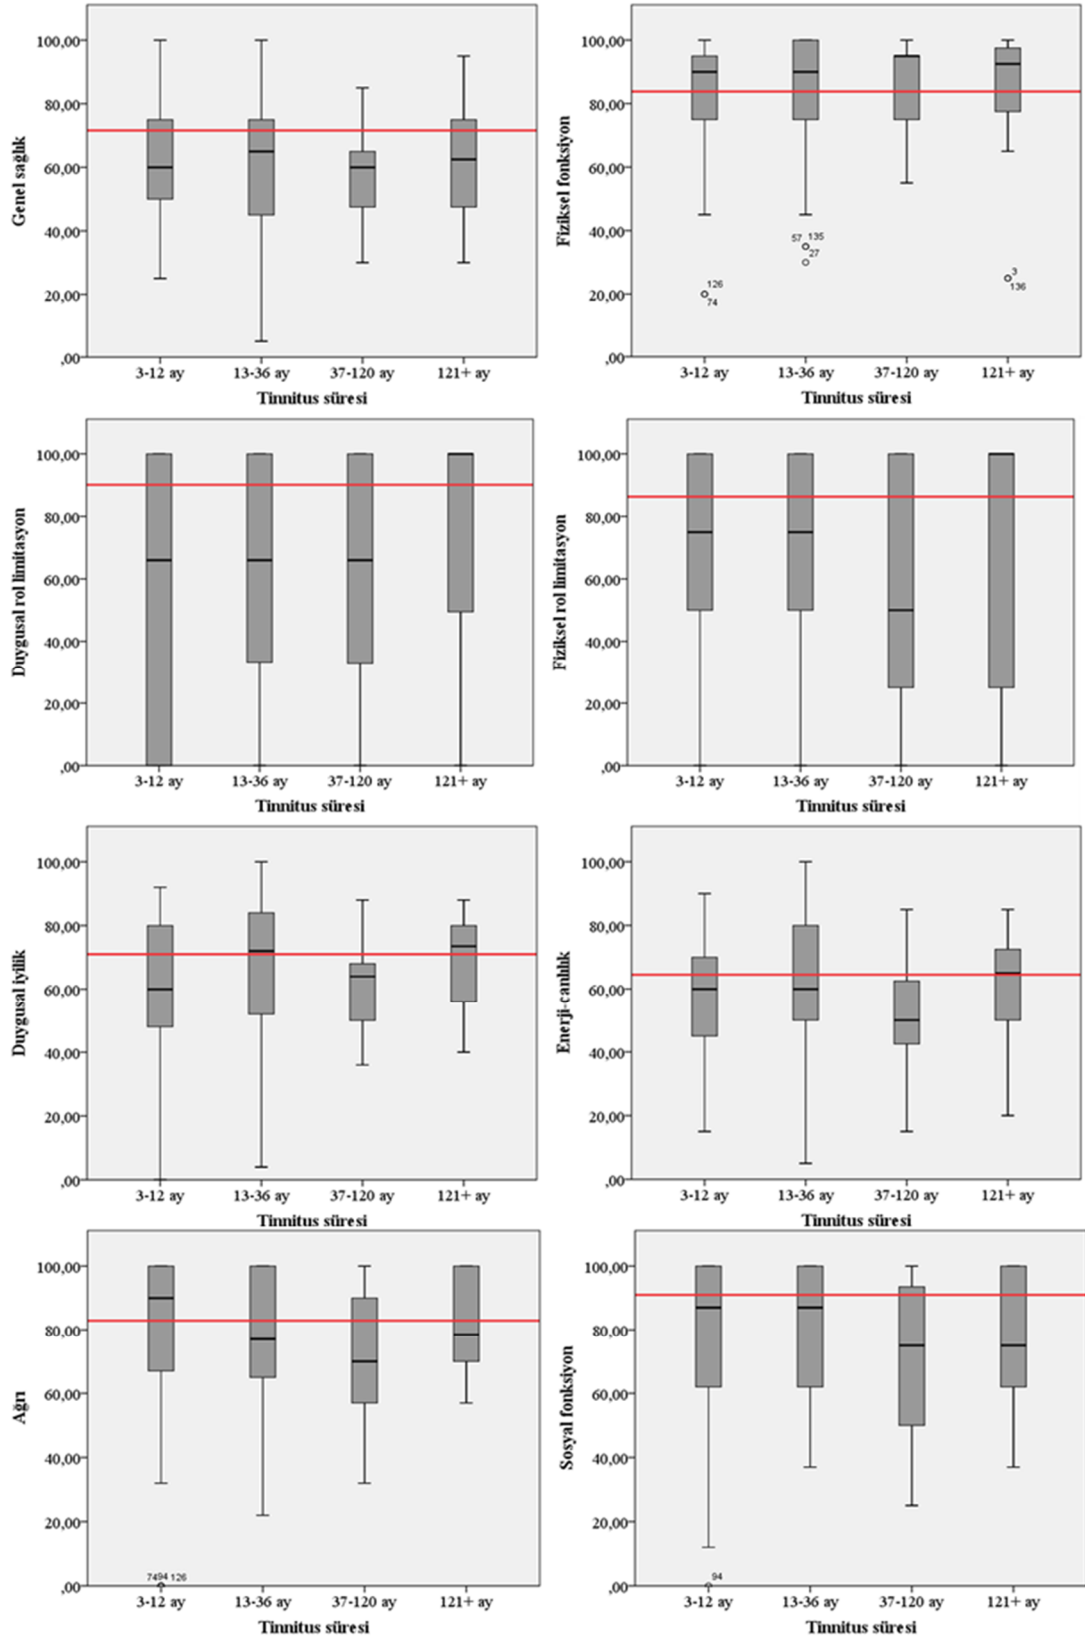 Genel sağlık
100,00
80,00
60,00
40,00
20,00
,00
3-12 ay 13-36 ay 37-120 ay 121+ ay
Tinnitus süresi
Fiziksel fonksiyon
100,00
80,00
60,00
40,00
20,00
,00
126
74
57 135
27
3
136
3-12 ay 13-36 ay 37-120 ay 121+ ay
Tinnitus süresi
Duygusal rol limitasyon
100,00
80,00
60,00
40,00
20,00
,00
3-12 ay 13-36 ay 37-120 ay 121+ ay
Tinnitus süresi
Fiziksel rol limitasyon
100,00
80,00
60,00
40,00
20,00
,00
3-12 ay 13-36 ay 37-120 ay 121+ ay
Tinnitus süresi
Duygusal iyilik
100,00
80,00
60,00
40,00
20,00
,00
3-12 ay 13-36 ay 37-120 ay 121+ ay
Tinnitus süresi
Enerji-canlılık
100,00
80,00
60,00
40,00
20,00
,00
3-12 ay 13-36 ay 37-120 ay 121+ ay
Tinnitus süresi
Ağrı
100,00
80,00
60,00
40,00
20,00
,00
7494 126
3-12 ay 13-36 ay 37-120 ay 121+ ay
Tinnitus süresi
Sosyal fonksiyon
100,00
80,00
60,00
40,00
20,00
,00
94
3-12 ay 13-36 ay 37-120 ay 121+ ay
Tinnitus süresi